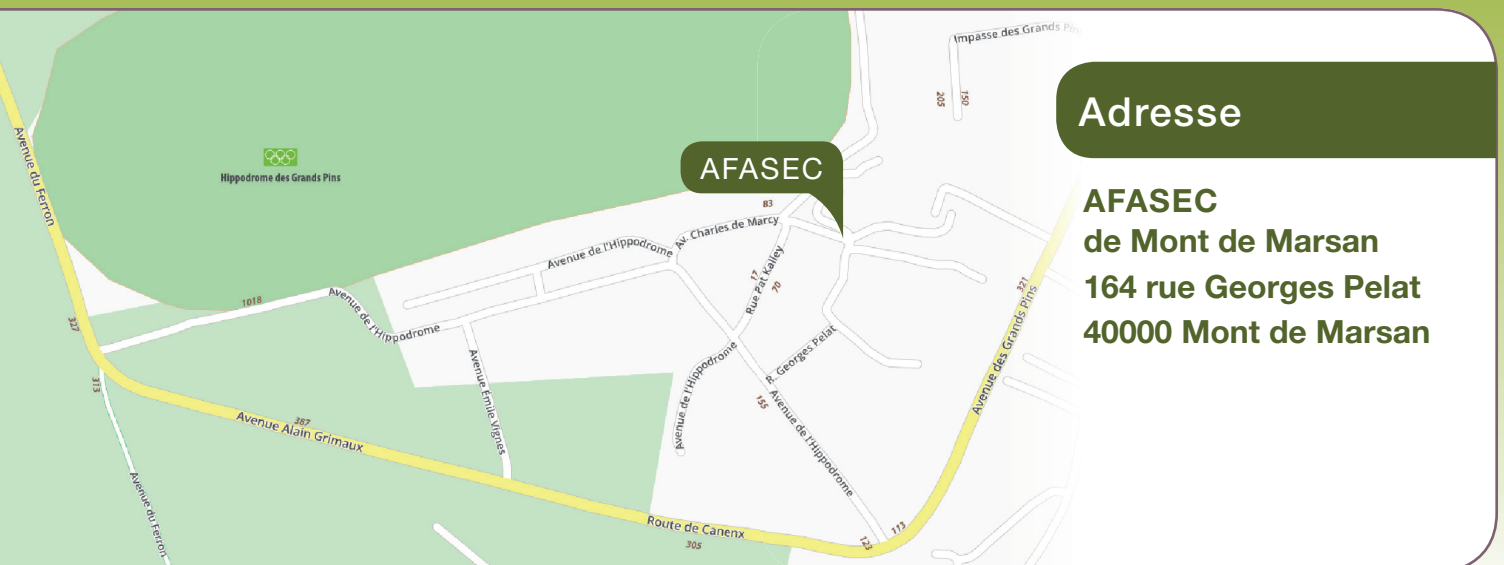 Impasse des Grands
205
150
Avenue du Ferron
Hippodrome des Grands Pins
AFASEC
83
Av. Charles de Marcy
Avenue de l'Hippodrome
17
Rue Pat Kalley
70
1018
Avenue de l'Hippodrome
327
313
Avenue Émile Vignes
387
Avenue Alain Grimaux
Avenue du Ferron
Avenue de l'Hippodrome
R. Georges Pelat
155
Avenue de l'Hippodrome
321
Avenue des Grands Pins
Route de Canenx
305
123
113
Adresse
AFASEC
de Mont de Marsan
164 rue Georges Pelat
40000 Mont de Marsan